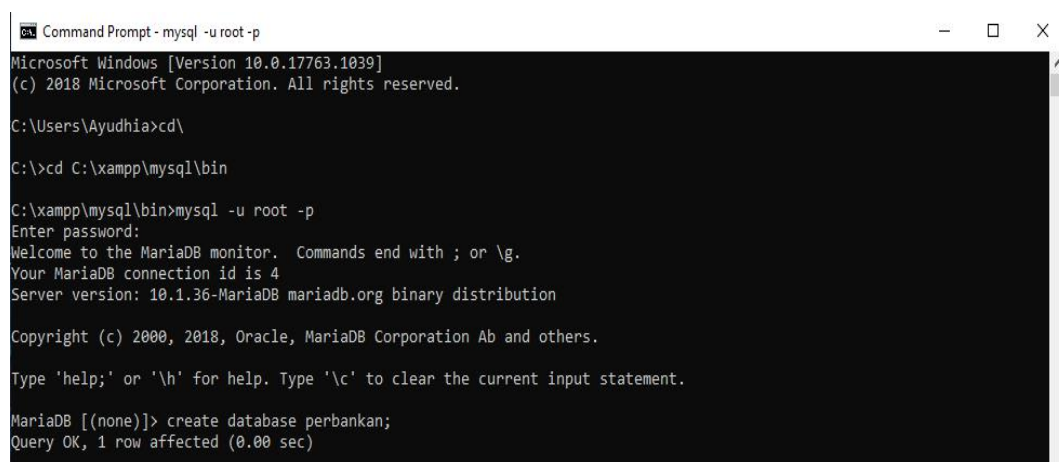 Command Prompt - mysql -u root -p
Microsoft Windows [Version 10.0.17763.1039]
(c) 2018 Microsoft Corporation. All rights reserved.
C:\Users\Ayudhia>cd\
C:\>cd C:\xampp\mysql\bin
C:\xampp\mysql\bin>mysql -u root -p
Enter password:
Welcome to the MariaDB monitor.  Commands end with ; or \g.
Your MariaDB connection id is 4
Server version: 10.1.36-MariaDB mariadb.org binary distribution
Copyright (c) 2000, 2018, Oracle, MariaDB Corporation Ab and others.
Type 'help;' or '\h' for help. Type '\c' to clear the current input statement.
MariaDB [(none)]> create database perbankan;
Query OK, 1 row affected (0.00 sec)